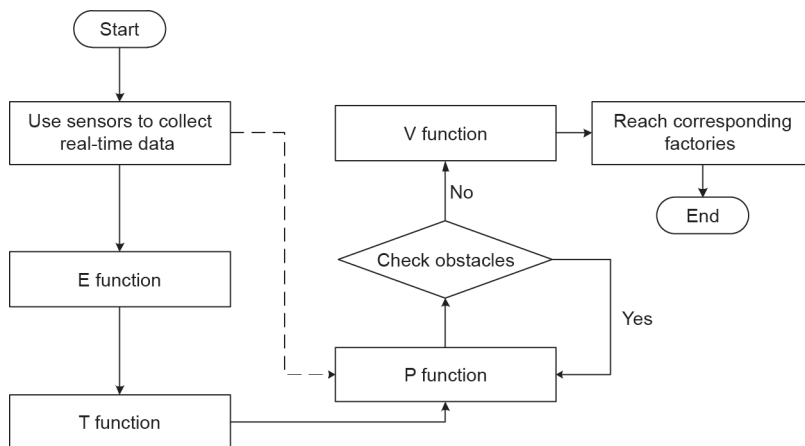 Start
Use sensors to collect
real-time data
E function
T function
P function
Check obstacles
Yes
No
V function
Reach corresponding
factories
End